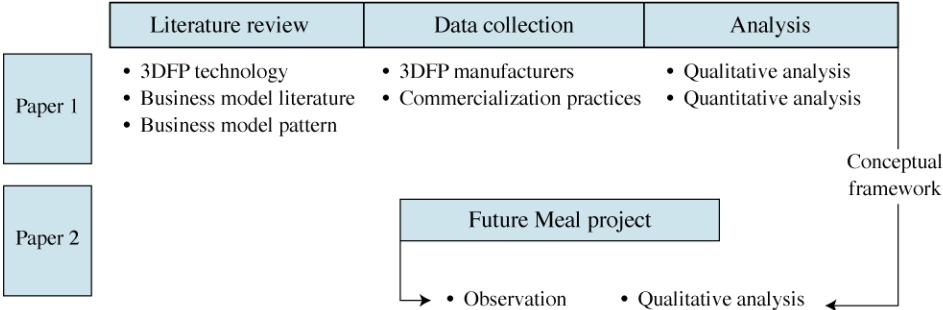 Literature review
Data collection
Analysis
Paper 1
• 3DFP technology
• Business model literature
• Business model pattern
• 3DFP manufacturers
• Commercialization practices
• Qualitative analysis
• Quantitative analysis
Conceptual
framework
Paper 2
Future Meal project
• Observation
• Qualitative analysis